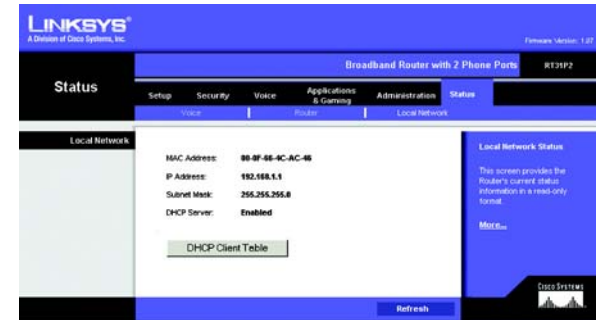 LINKSYS®
A Division of Cisco Systems, Inc.
Firmware Version: 1.27
Broadband Router with 2 Phone Ports
RT31P2
Status
Setup Security Voice Applications & Gaming Administration Status
Voice Router Local Network
Local Network
MAC Address: 00-0F-66-4C-AC-46
IP Address: 192.168.1.1
Subnet Mask: 255.255.255.0
DHCP Server: Enabled
DHCP Client Table
Local Network Status
This screen provides the
Router's current status
information in a read-only
format.
More...
Refresh
CISCO SYSTEMS